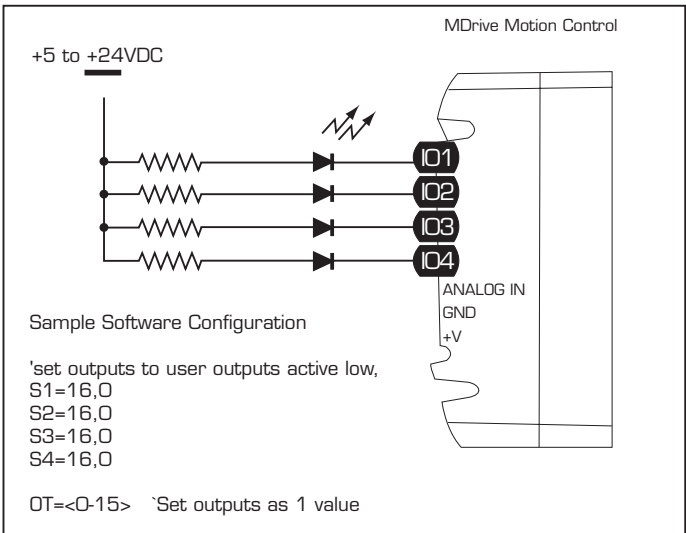 MDrive Motion Control
+5 to +24VDC
IO1
IO2
IO3
IO4
ANALOG IN
GND
+V
Sample Software Configuration
'set outputs to user outputs active low,
S1=16,0
S2=16,0
S3=16,0
S4=16,0
OT=<0-15> `Set outputs as 1 value